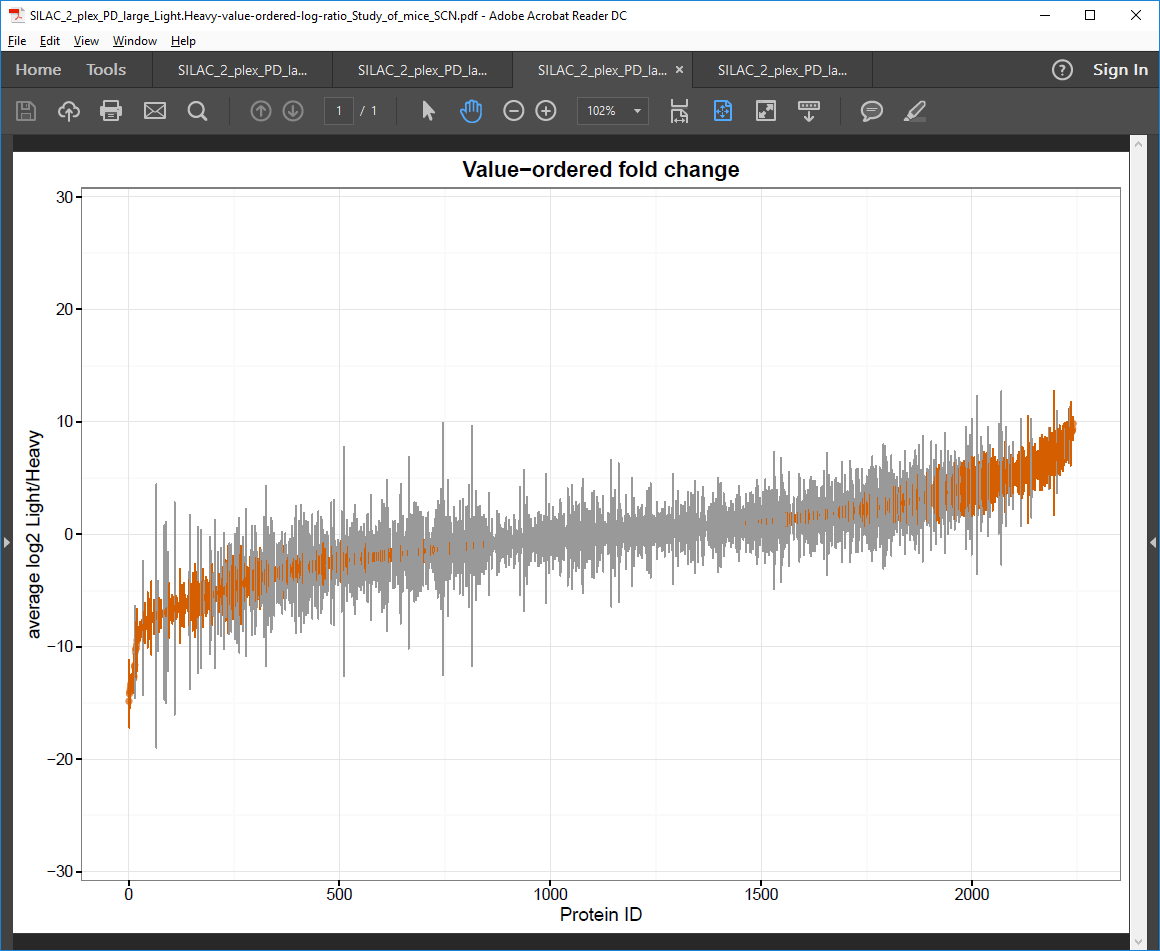 SILAC_2_plex_PD_large_Light.Heavy-value-ordered-log-ratio_Study_of_mice_SCN.pdf - Adobe Acrobat Reader DC
File Edit View Window Help
Home Tools SILAC_2_plex_PD_la... SILAC_2_plex_PD_la... SILAC_2_plex_PD_la... × SILAC_2_plex_PD_la... ? Sign In
1 / 1 102%
Value−ordered fold change
30
20
10
0
−10
−20
−30
average log2 Light/Heavy
0 500 1000 1500 2000
Protein ID